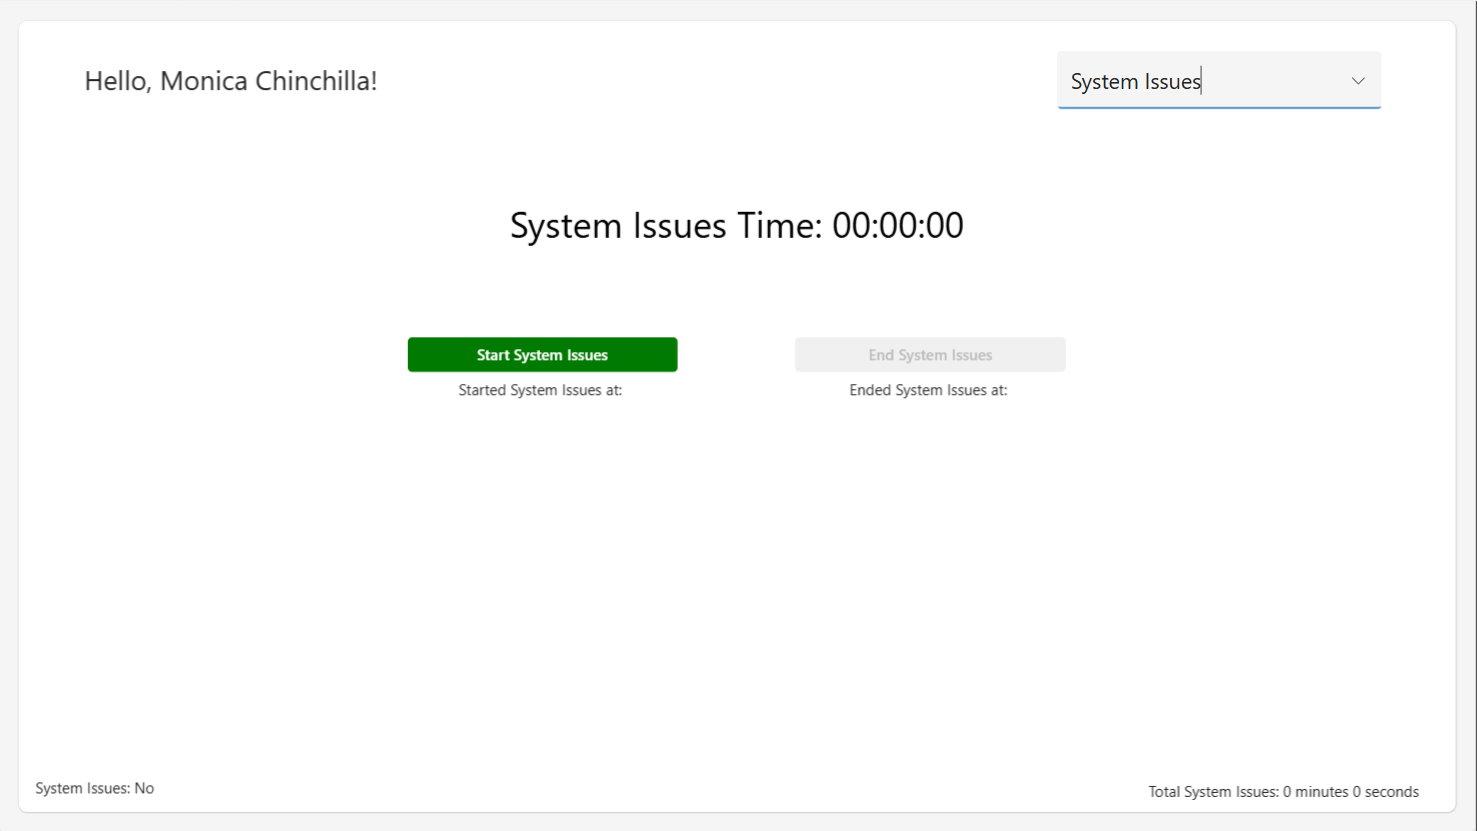 Hello, Monica Chinchilla!
System Issues
System Issues Time: 00:00:00
Start System Issues
End System Issues
Started System Issues at:
Ended System Issues at:
System Issues: No
Total System Issues: 0 minutes 0 seconds